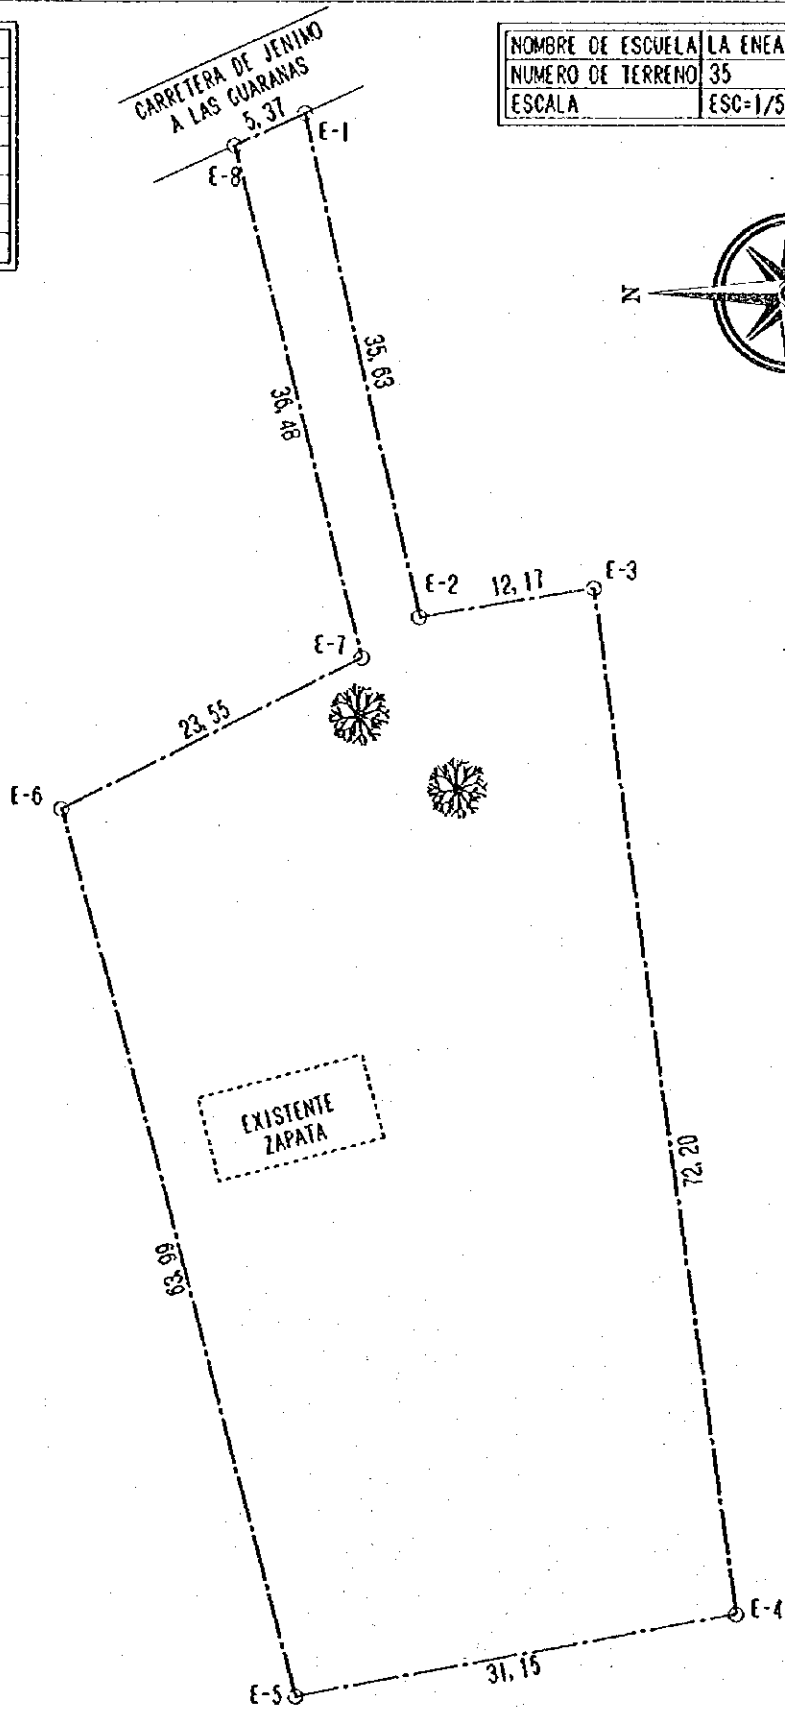 CARRETERA DE JENIMO
A LAS GUARANAS
5,37
E-1
E-8
NOMBRE DE ESCUELA LA ENEA
NUMERO DE TERRENO 35
ESCALA ESC=1/5
N
35,63
36,48
E-2
12,17
E-3
E-7
23,55
E-6
EXISTENTE
ZAPATA
72,20
63,99
E-4
31,15
E-5